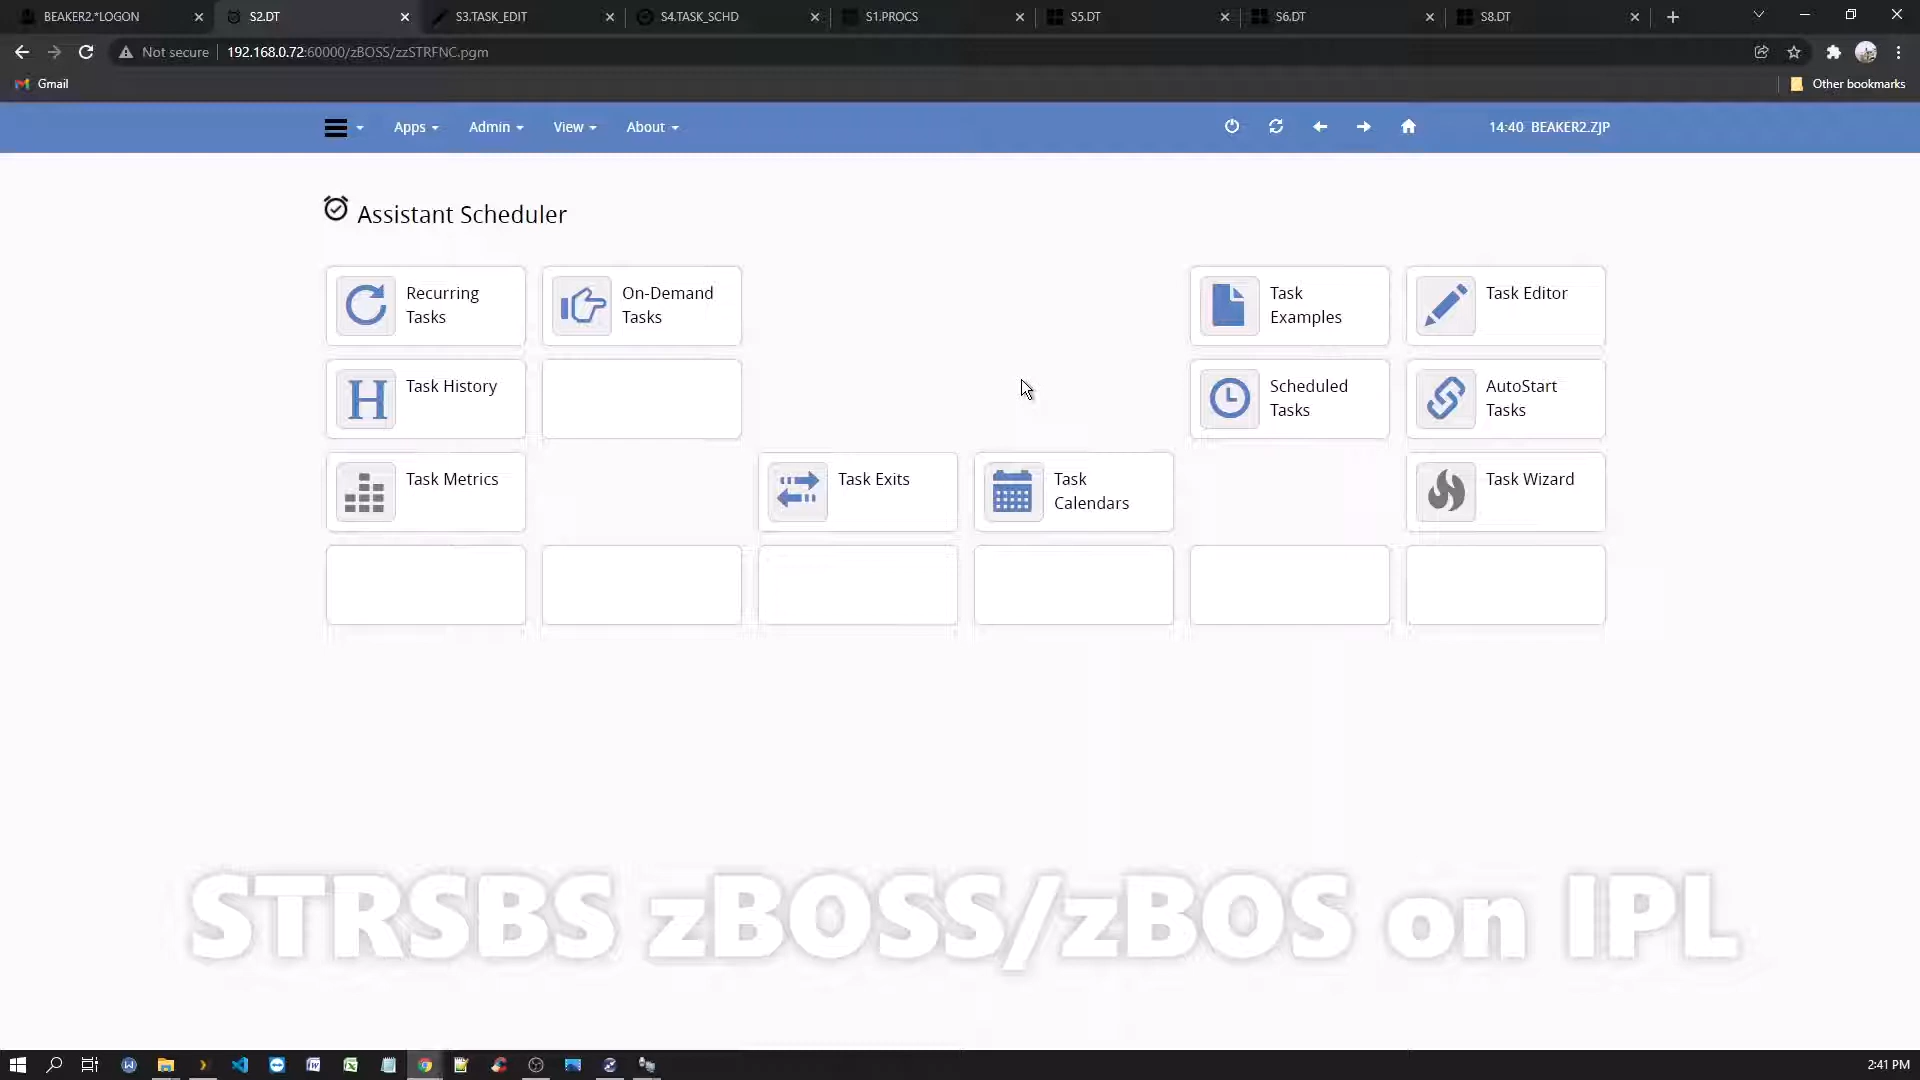 BEAKER2.*LOGON
S2.DT
S3.TASK_EDIT
S4.TASK_SCHD
S1.PROCS
S5.DT
S6.DT
S8.DT
Not secure
192.168.0.72:60000/zBOSS/zzSTRFNC.pgm
Gmail
Other bookmarks
Apps
Admin
View
About
14:40 BEAKER2.ZJP
Assistant Scheduler
Recurring
Tasks
On-Demand
Tasks
Task
Examples
Task Editor
Task History
Scheduled
Tasks
AutoStart
Tasks
Task Metrics
Task Exits
Task
Calendars
Task Wizard
STRSBS zBOSS/zBOS on IPL
2:41 PM